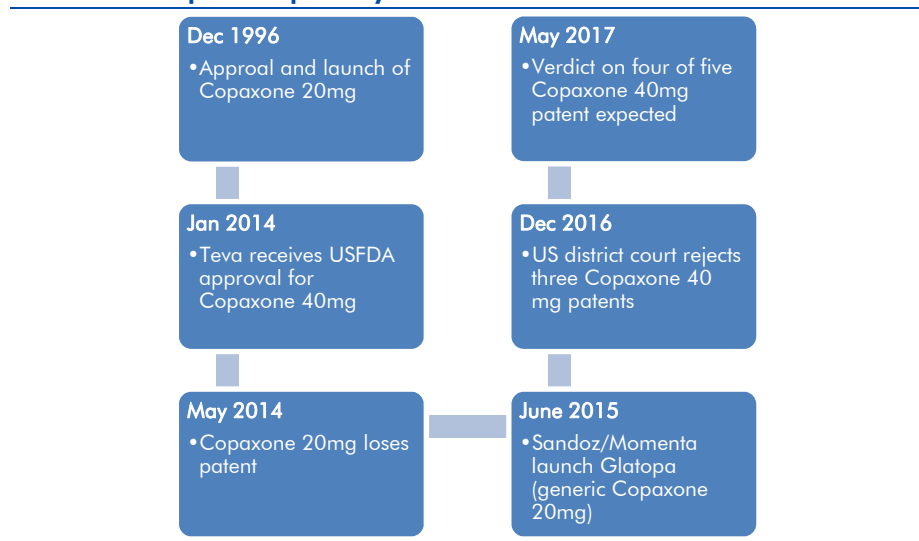 Dec 1996
•Approal and launch of
Copaxone 20mg
Jan 2014
•Teva receives USFDA
approval for
Copaxone 40mg
May 2014
•Copaxone 20mg loses
patent
June 2015
•Sandoz/Momenta
launch Glatopa
(generic Copaxone
20mg)
Dec 2016
•US district court rejects
three Copaxone 40
mg patents
May 2017
•Verdict on four of five
Copaxone 40mg
patent expected